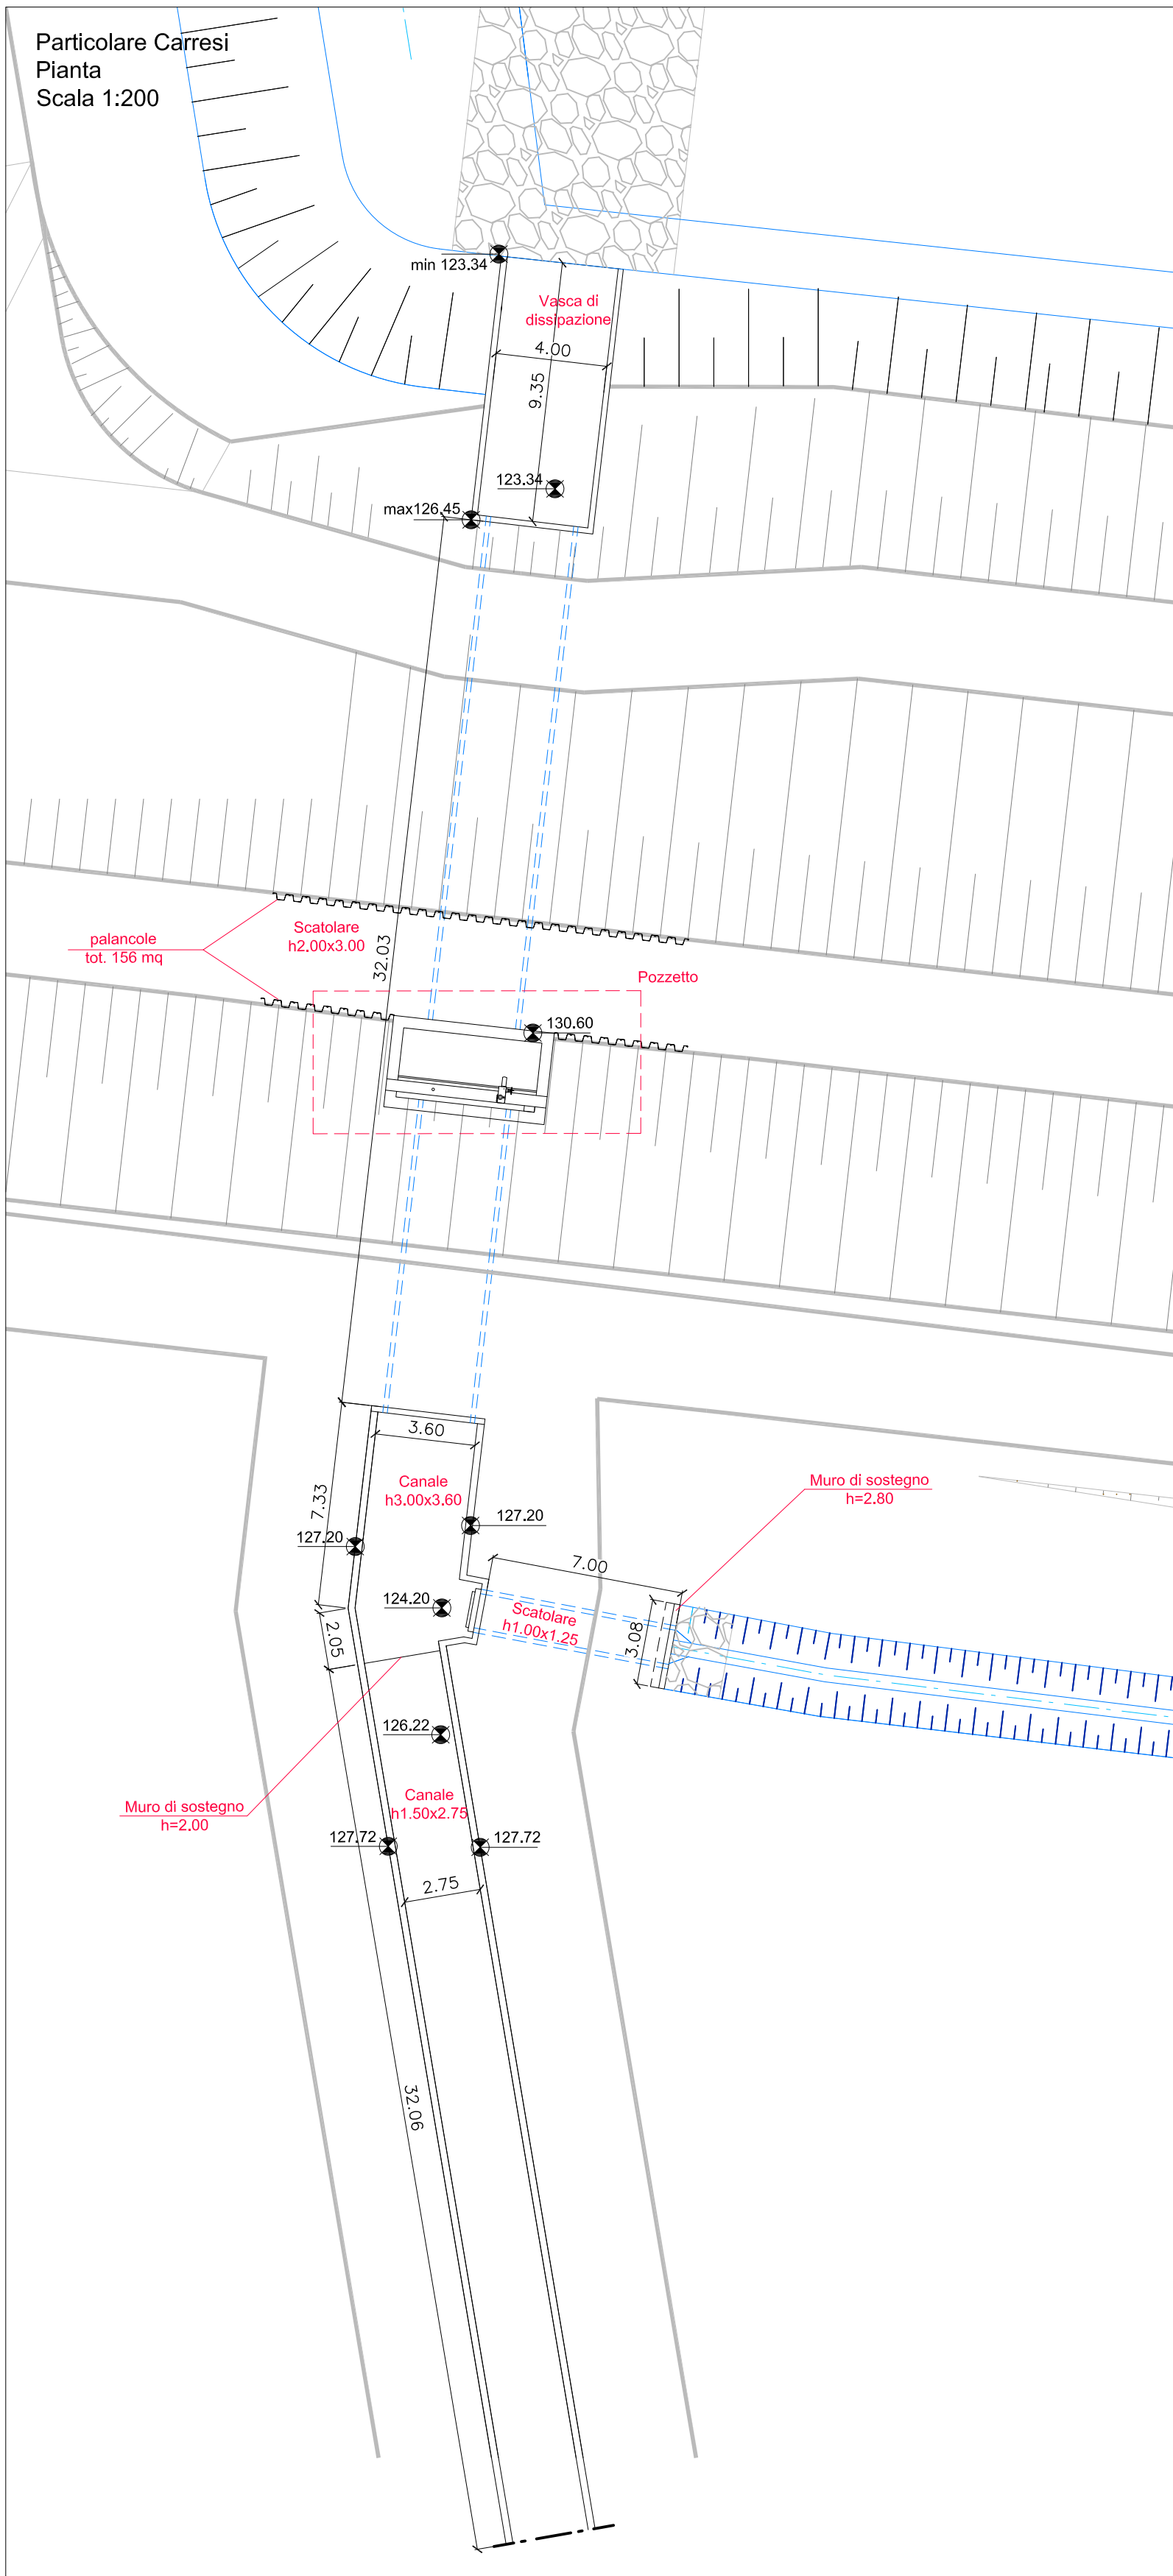 Particolare Carresi
Pianta
Scala 1:200
min 123.34
Vasca di
dissipazione
4.00
9.35
123.34
max126.45
Scatolare
h2.00x3.00
palancole
tot. 156 mq
32.03
Pozzetto
130.60
3.60
Canale
h3.00x3.60
7.33
127.20
127.20
Muro di sostegno
h=2.80
7.00
124.20
Scatolare
h1.00x1.25
3.08
2.05
126.22
Canale
h1.50x2.75
Muro di sostegno
h=2.00
127.72
127.72
2.75
32.06